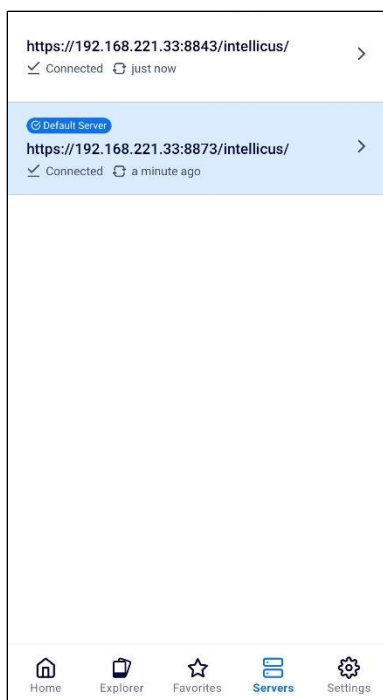 https://192.168.221.33:8843/intellicus/
Connected just now
Default Server
https://192.168.221.33:8873/intellicus/
Connected a minute ago
Home Explorer Favorites Servers Settings